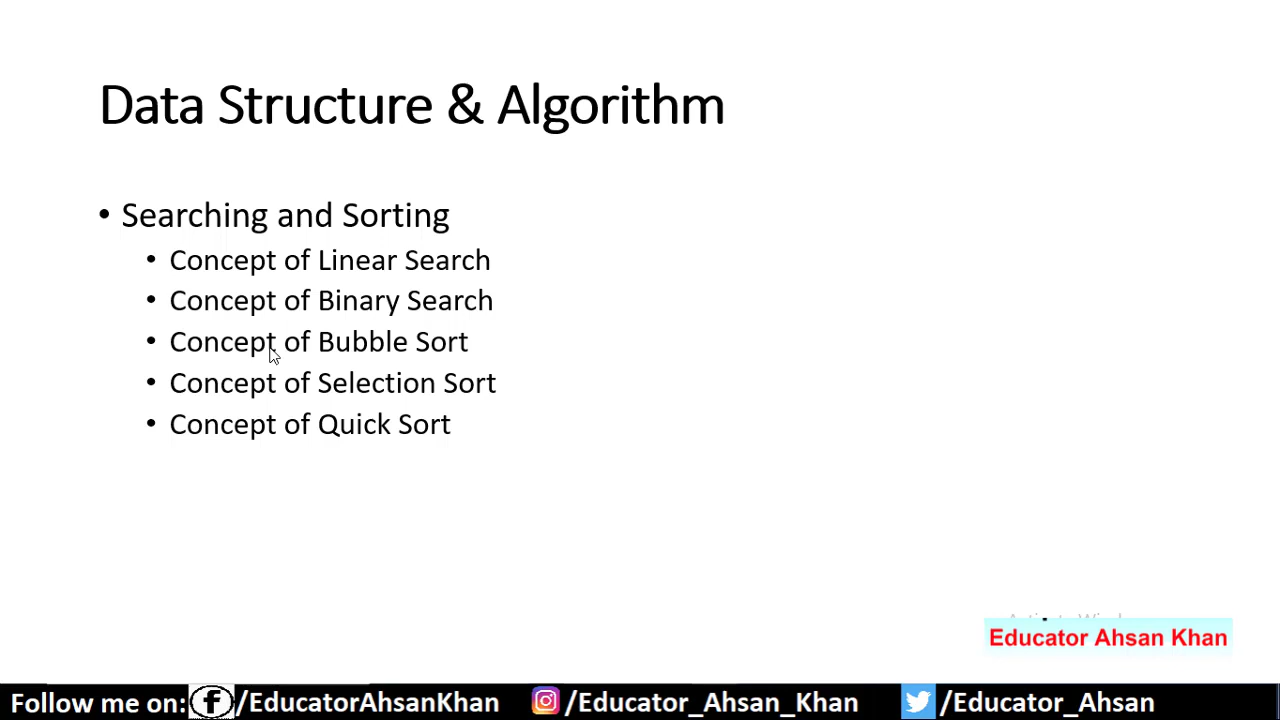 Data Structure & Algorithm
• Searching and Sorting
• Concept of Linear Search
• Concept of Binary Search
• Concept of Bubble Sort
• Concept of Selection Sort
• Concept of Quick Sort
Educator Ahsan Khan
Follow me on: /EducatorAhsanKhan /Educator_Ahsan_Khan /Educator_Ahsan